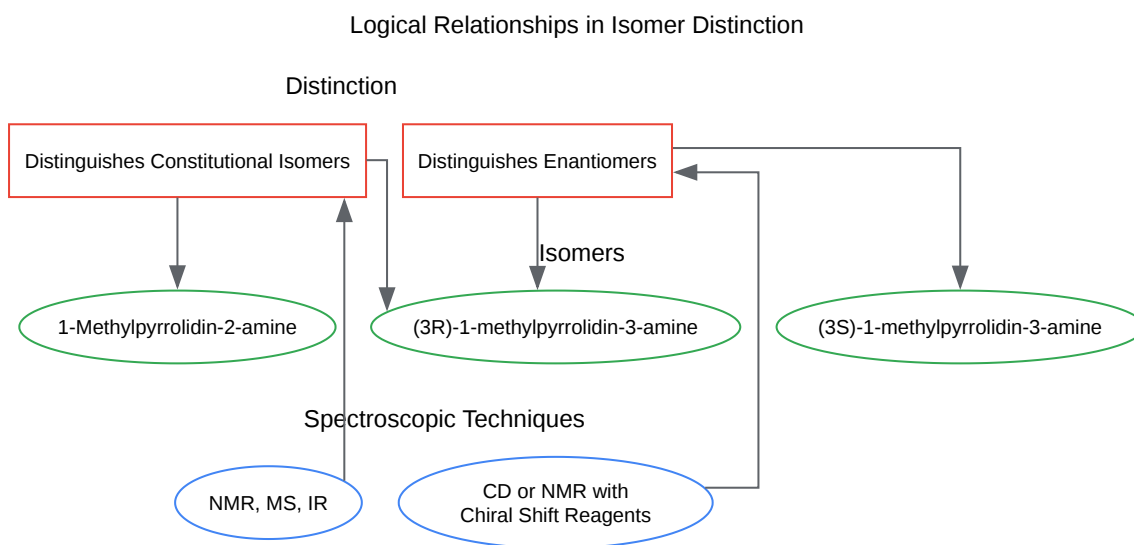 Logical Relationships in Isomer Distinction
Distinction
Distinguishes Constitutional Isomers
Distinguishes Enantiomers
Isomers
1-Methylpyrrolidin-2-amine
(3R)-1-methylpyrrolidin-3-amine
(3S)-1-methylpyrrolidin-3-amine
Spectroscopic Techniques
NMR, MS, IR
CD or NMR with
Chiral Shift Reagents